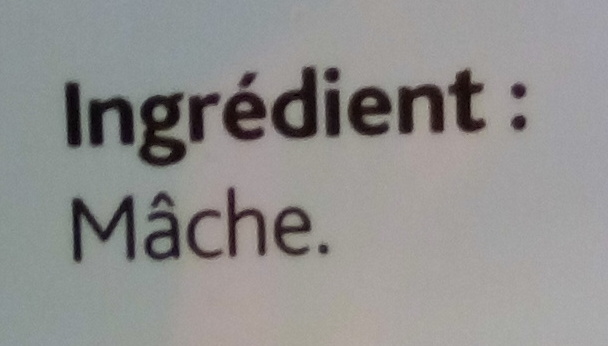 Ingrédient :
Mâche.